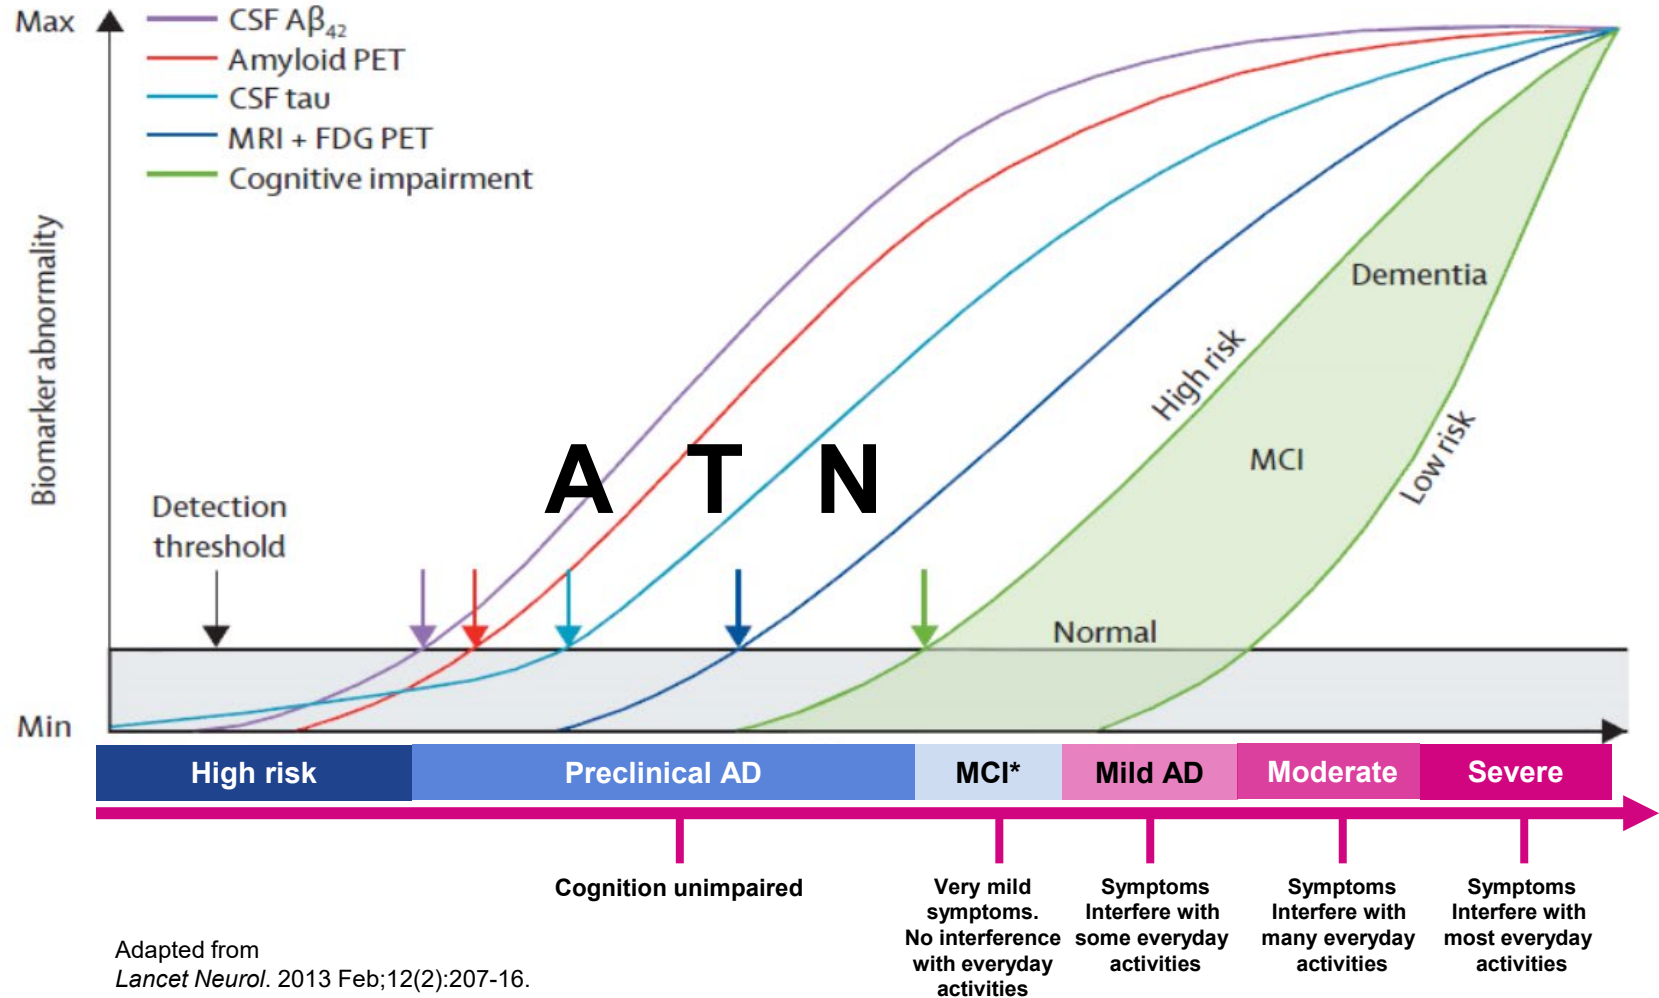 Max
CSF Aβ₄₂
Amyloid PET
CSF tau
MRI + FDG PET
Cognitive impairment
Biomarker abnormality
Dementia
High risk
MCI
Low risk
A T N
Detection
threshold
Normal
Min
High risk
Preclinical AD
MCI*
Mild AD
Moderate
Severe
Cognition unimpaired
Very mild
symptoms.
No interference
with everyday
activities
Symptoms
Interfere with
some everyday
activities
Symptoms
Interfere with
many everyday
activities
Symptoms
Interfere with
most everyday
activities
Adapted from
Lancet Neurol. 2013 Feb;12(2):207-16.